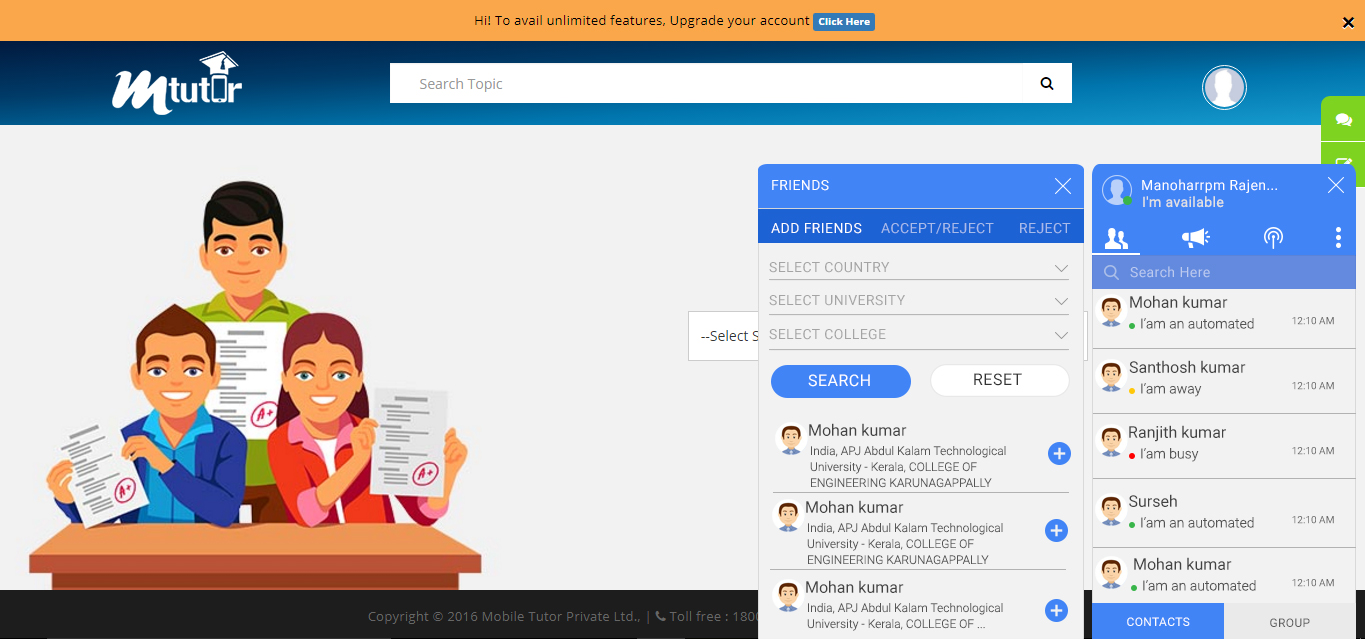 Hi! To avail unlimited features, Upgrade your account Click Here
Mtutor
Search Topic
FRIENDS
ADD FRIENDS ACCEPT/REJECT REJECT
SELECT COUNTRY
SELECT UNIVERSITY
--Select S
SELECT COLLEGE
SEARCH RESET
Mohan kumar
India, APJ Abdul Kalam Technological
University - Kerala, COLLEGE OF
ENGINEERING KARUNAGAPPALLY
Mohan kumar
India, APJ Abdul Kalam Technological
University - Kerala, COLLEGE OF
ENGINEERING KARUNAGAPPALLY
Mohan kumar
India, APJ Abdul Kalam Technological
University - Kerala, COLLEGE OF ...
Manoharrpm Rajen...
I'm available
Search Here
Mohan kumar
I'am an automated 12:10 AM
Santhosh kumar
I'am away 12:10 AM
Ranjith kumar
I'am busy 12:10 AM
Surseh
I'am an automated 12:10 AM
Mohan kumar
I'am an automated 12:10 AM
CONTACTS GROUP
A+
A+
A+
Copyright © 2016 Mobile Tutor Private Ltd., | Toll free : 1800